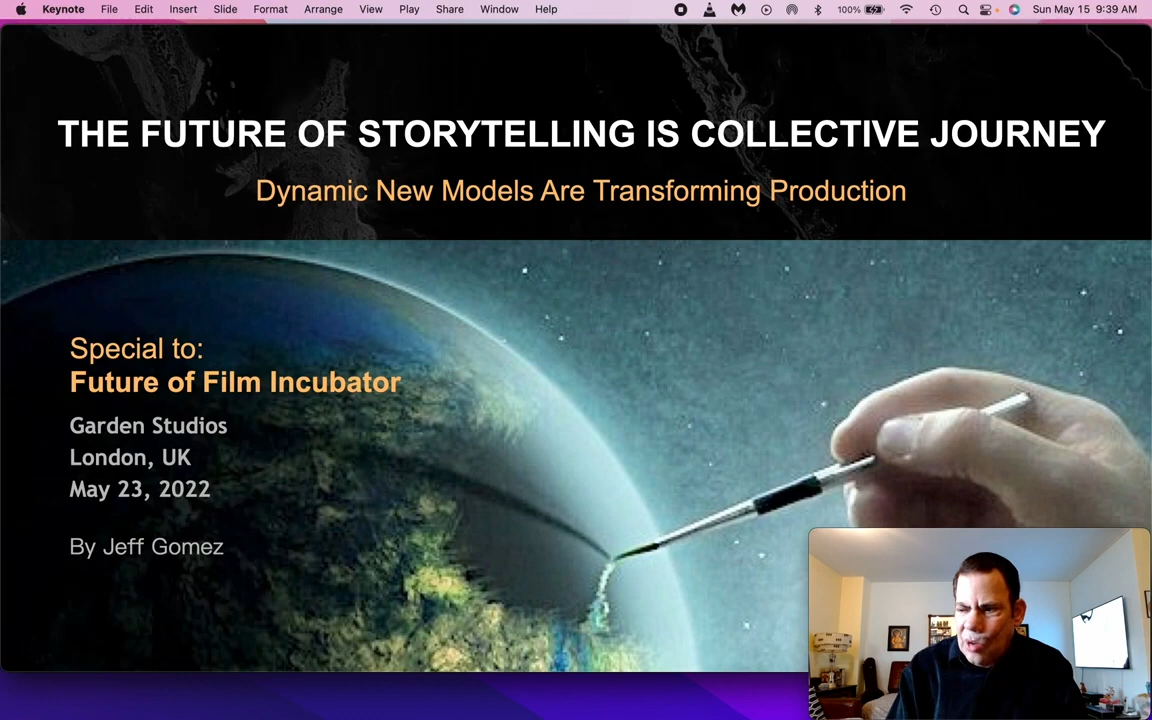 Keynote File Edit Insert Slide Format Arrange View Play Share Window Help 100% Sun May 15 9:39 AM
THE FUTURE OF STORYTELLING IS COLLECTIVE JOURNEY
Dynamic New Models Are Transforming Production
Special to:
Future of Film Incubator
Garden Studios
London, UK
May 23, 2022
By Jeff Gomez